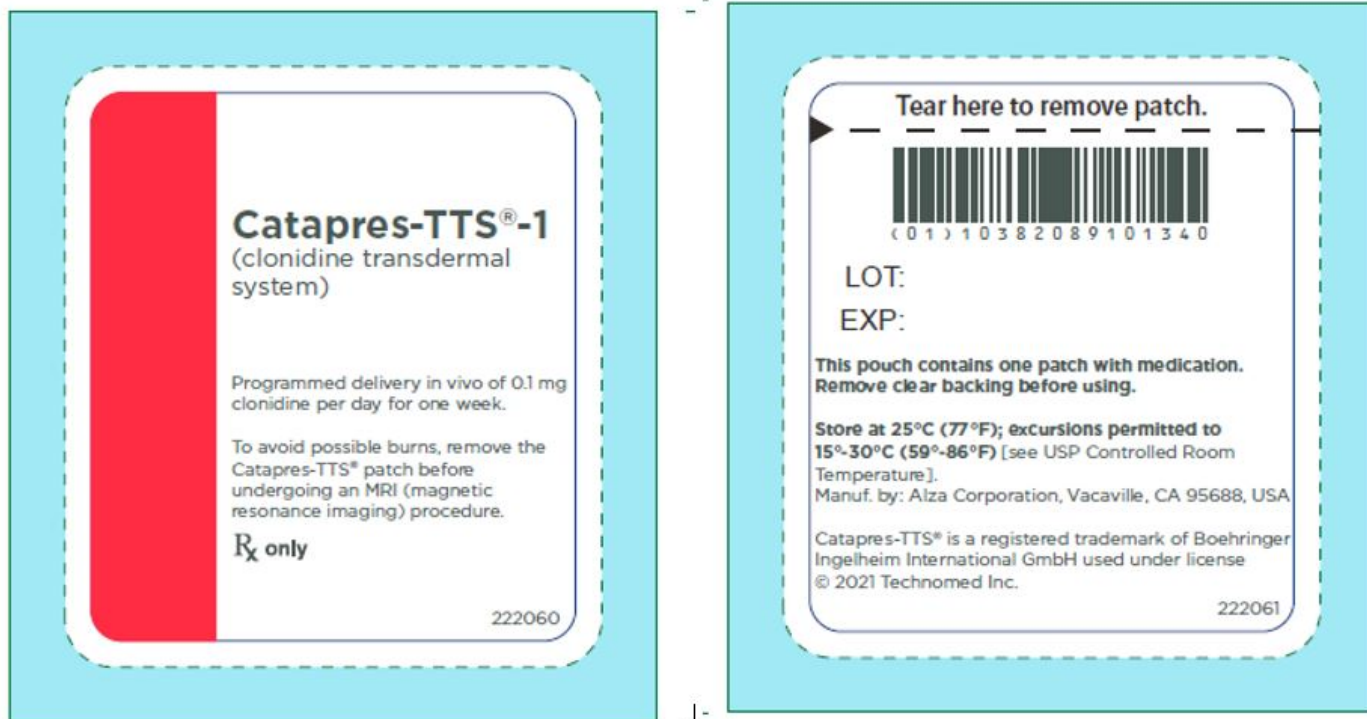 Catapres-TTS®-1
(clonidine transdermal
system)
Programmed delivery in vivo of 0.1 mg
clonidine per day for one week.
To avoid possible burns, remove the
Catapres-TTS® patch before
undergoing an MRI (magnetic
resonance imaging) procedure.
Rx only
222060
Tear here to remove patch.
(01)10382089101340
LOT:
EXP:
This pouch contains one patch with medication.
Remove clear backing before using.
Store at 25°C (77°F); excursions permitted to
15°-30°C (59°-86°F) [see USP Controlled Room
Temperature].
Manuf. by: Alza Corporation, Vacaville, CA 95688, USA
Catapres-TTS® is a registered trademark of Boehringer
Ingelheim International GmbH used under license
© 2021 Technomed Inc.
222061